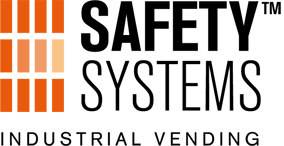 SAFETY™
SYSTEMS
INDUSTRIAL VENDING